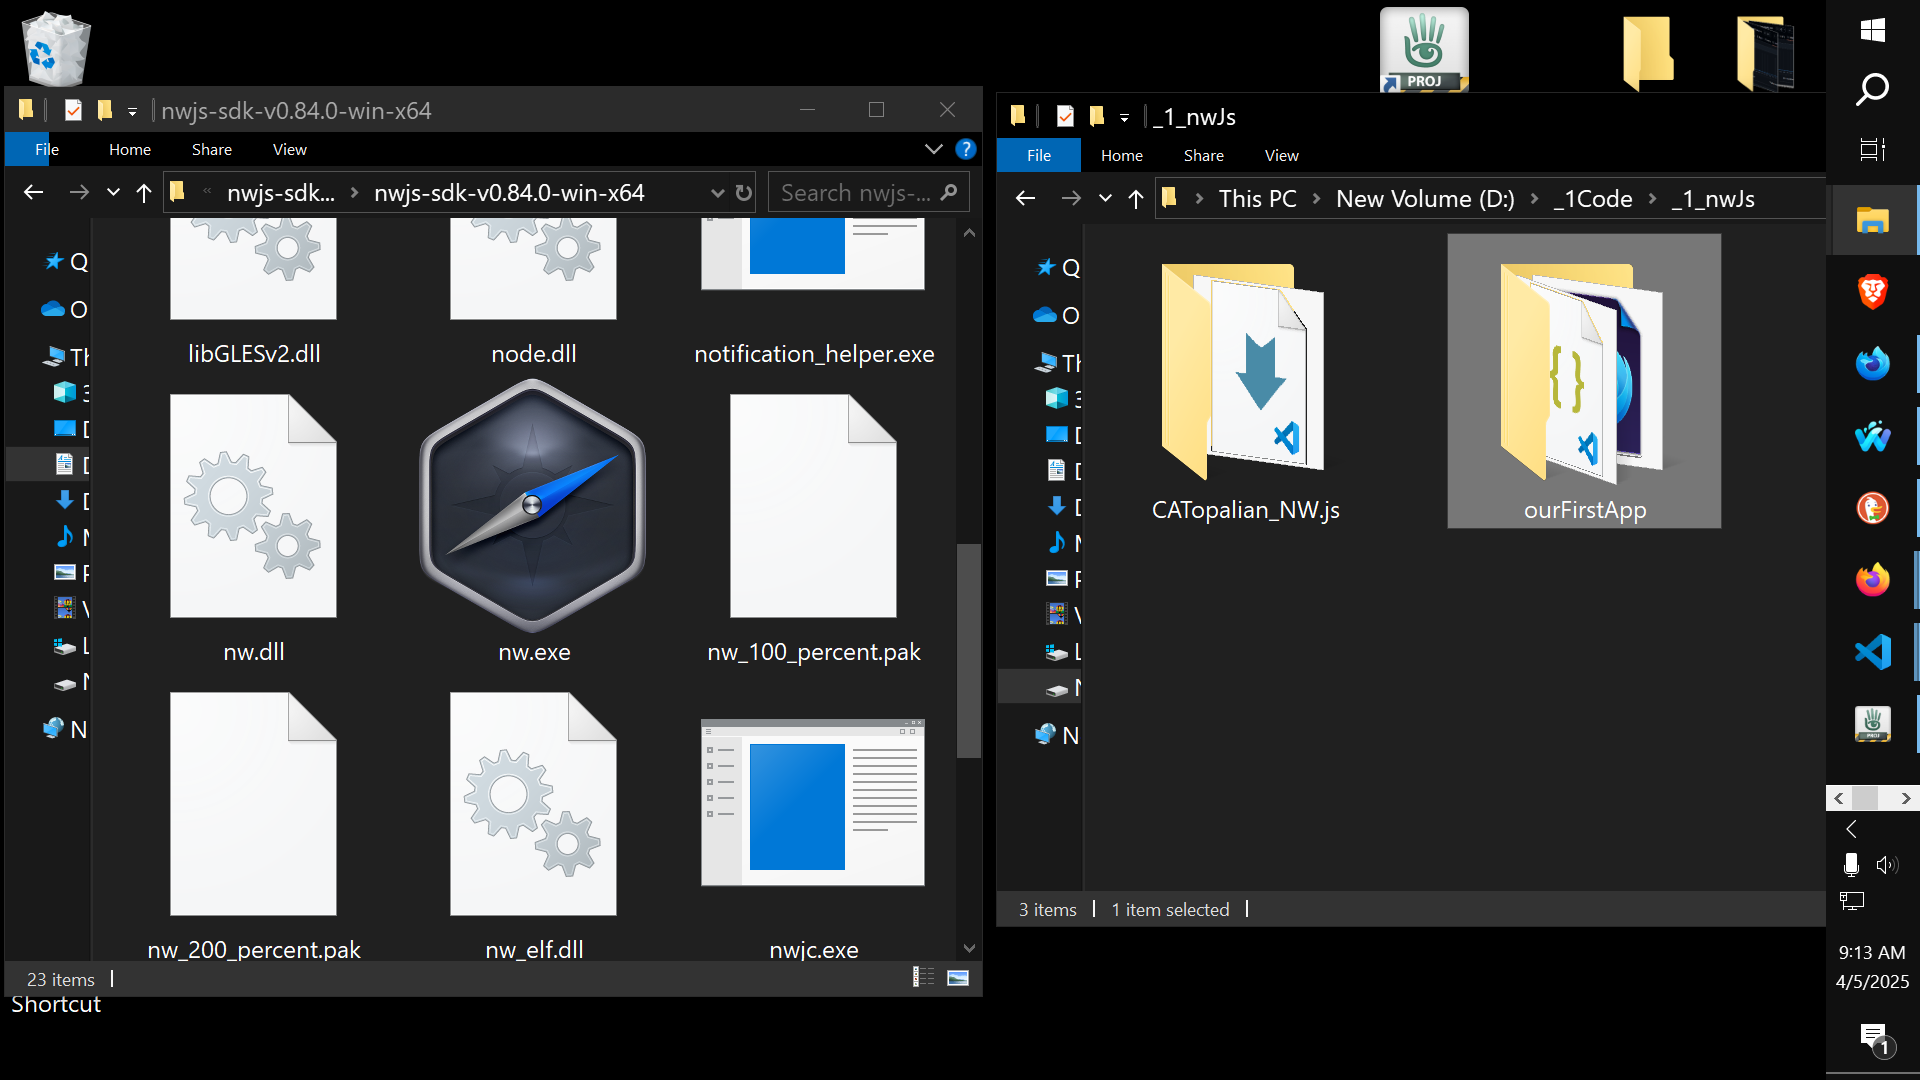 PROJ
nwjs-sdk-v0.84.0-win-x64
File Home Share View
nwjs-sdk... nwjs-sdk-v0.84.0-win-x64
Search nwjs-...
Q
O
Th
3
D
D
D
M
P
V
L
N
N
libGLESv2.dll
node.dll
notification_helper.exe
nw.dll
nw.exe
nw_100_percent.pak
nw_200_percent.pak
nw_elf.dll
nwjc.exe
23 items
Shortcut
_1_nwJs
File Home Share View
This PC New Volume (D:) _1Code _1_nwJs
Q
O
Th
3
D
D
D
M
P
V
L
N
N
CATopalian_NW.js
ourFirstApp
3 items 1 item selected
PROJ
9:13 AM
4/5/2025
1